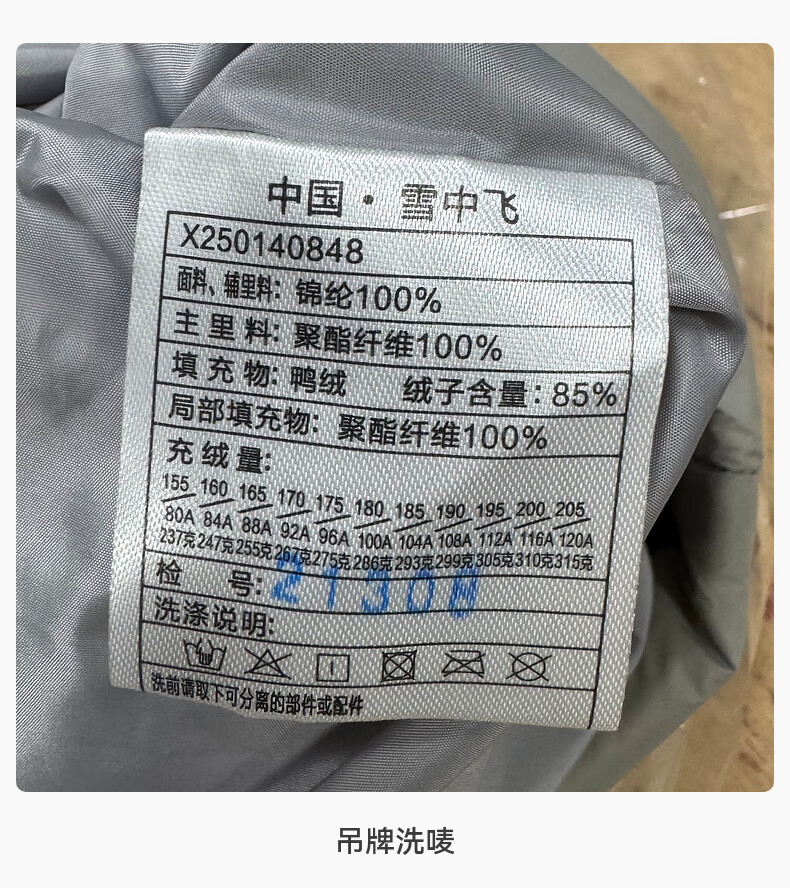 中国·雪中飞
X250140848
面料、辅里料: 锦纶100%
主里料: 聚酯纤维100%
填充物: 鸭绒 绒子含量: 85%
局部填充物: 聚酯纤维100%
充绒量:
155 160 165 170 175 180 185 190 195 200 205
80A 84A 88A 92A 96A 100A 104A 108A 112A 116A 120A
237克 247克 255克 267克 275克 286克 293克 299克 305克 310克 315克
检 号: 21308
洗涤说明:
洗前请取下可分离的部件或配件
吊牌洗唛